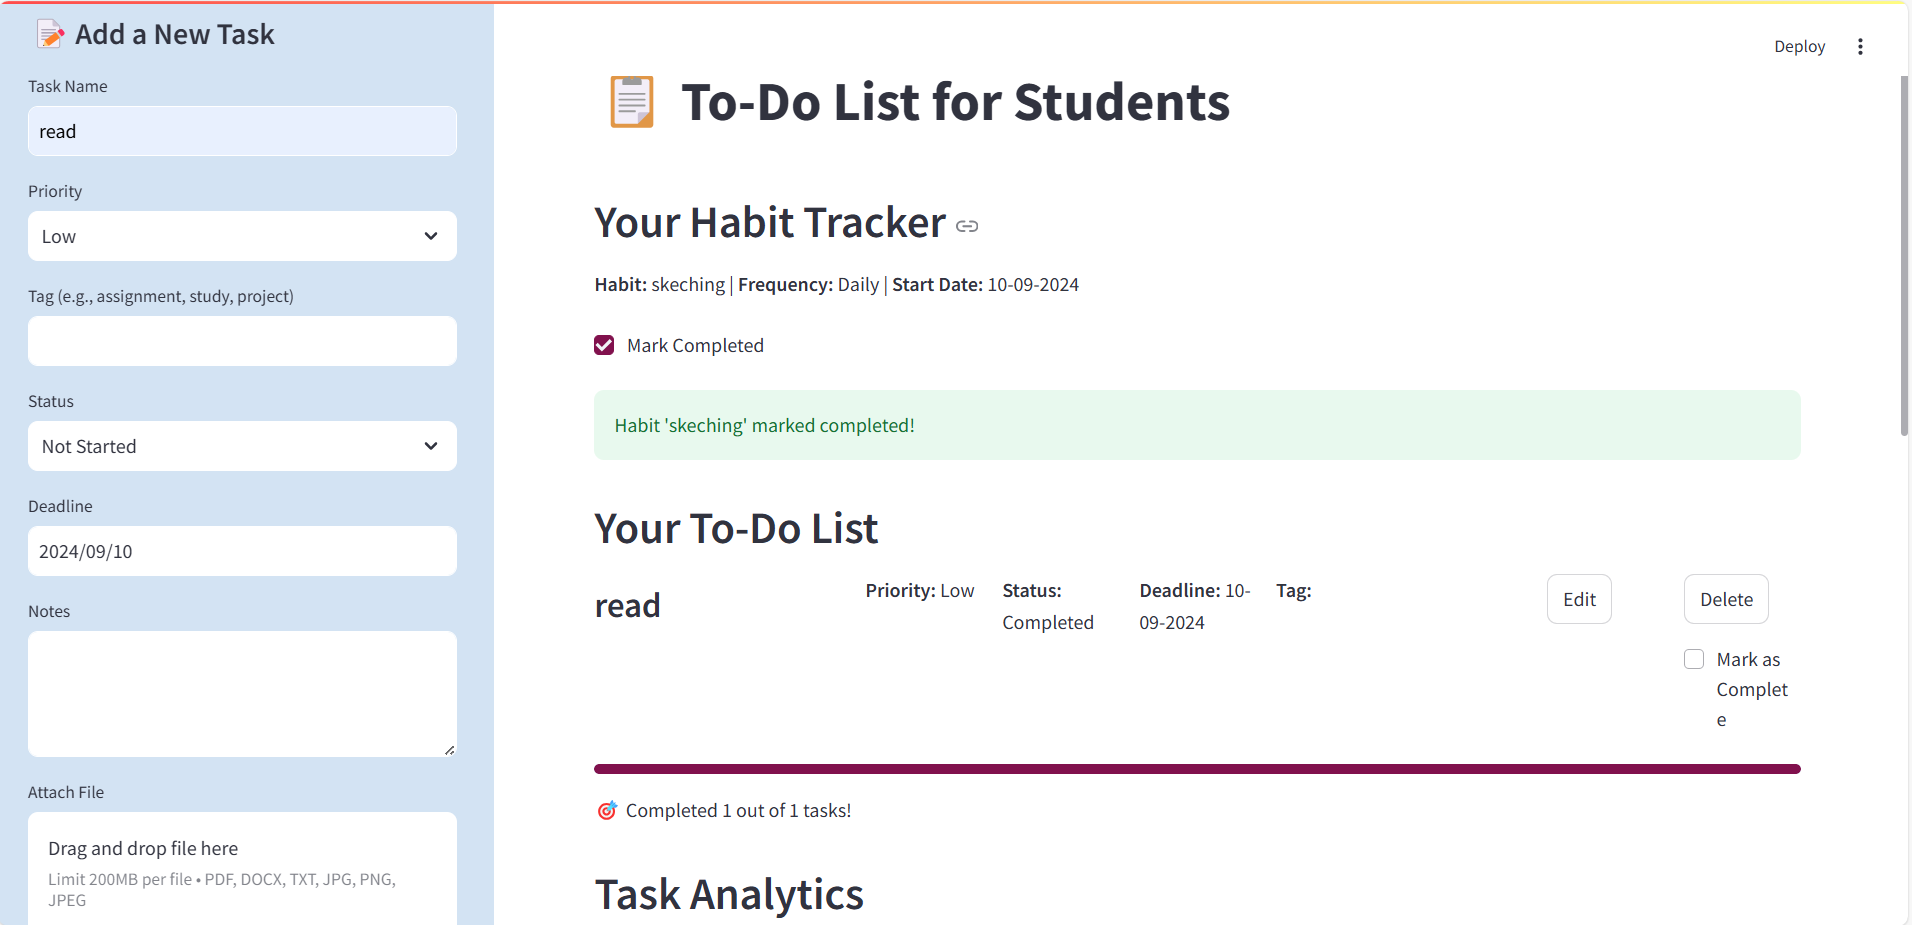 Add a New Task
Task Name
read
Priority
Low
Tag (e.g., assignment, study, project)
Status
Not Started
Deadline
2024/09/10
Notes
Attach File
Drag and drop file here
Limit 200MB per file • PDF, DOCX, TXT, JPG, PNG,
JPEG
Deploy
To-Do List for Students
Your Habit Tracker
Habit: skeching | Frequency: Daily | Start Date: 10-09-2024
Mark Completed
Habit 'skeching' marked completed!
Your To-Do List
read
Priority: Low
Status:
Completed
Deadline: 10-
09-2024
Tag:
Edit
Delete
Mark as
Complet
e
Completed 1 out of 1 tasks!
Task Analytics